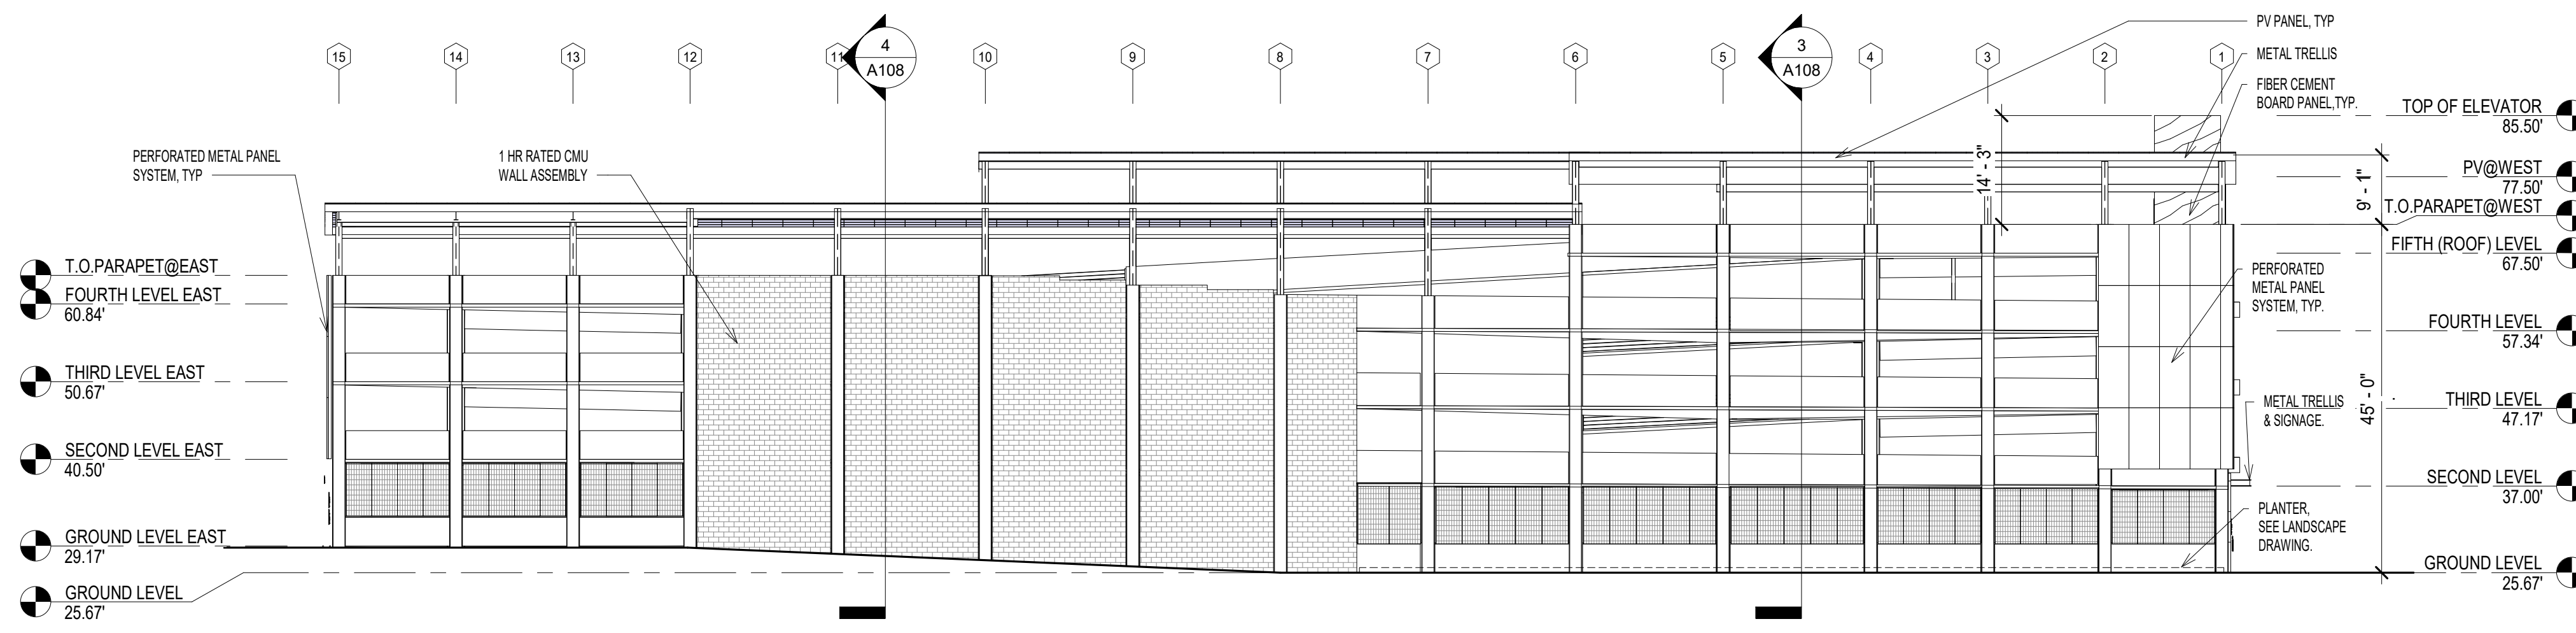 15
14
13
12
11
10
9
8
7
6
5
4
3
2
1
4
A108
3
A108
PV PANEL, TYP
METAL TRELLIS
FIBER CEMENT
BOARD PANEL,TYP.
PERFORATED METAL PANEL
SYSTEM, TYP
1 HR RATED CMU
WALL ASSEMBLY
T.O.PARAPET@EAST
FOURTH LEVEL EAST
60.84'
THIRD LEVEL EAST
50.67'
SECOND LEVEL EAST
40.50'
GROUND LEVEL EAST
29.17'
GROUND LEVEL
25.67'
14' - 3"
9' - 1"
45' - 0"
PERFORATED
METAL PANEL
SYSTEM, TYP.
METAL TRELLIS
& SIGNAGE.
PLANTER,
SEE LANDSCAPE
DRAWING.
TOP OF ELEVATOR
85.50'
PV@WEST
77.50'
T.O.PARAPET@WEST
FIFTH (ROOF) LEVEL
67.50'
FOURTH LEVEL
57.34'
THIRD LEVEL
47.17'
SECOND LEVEL
37.00'
GROUND LEVEL
25.67'